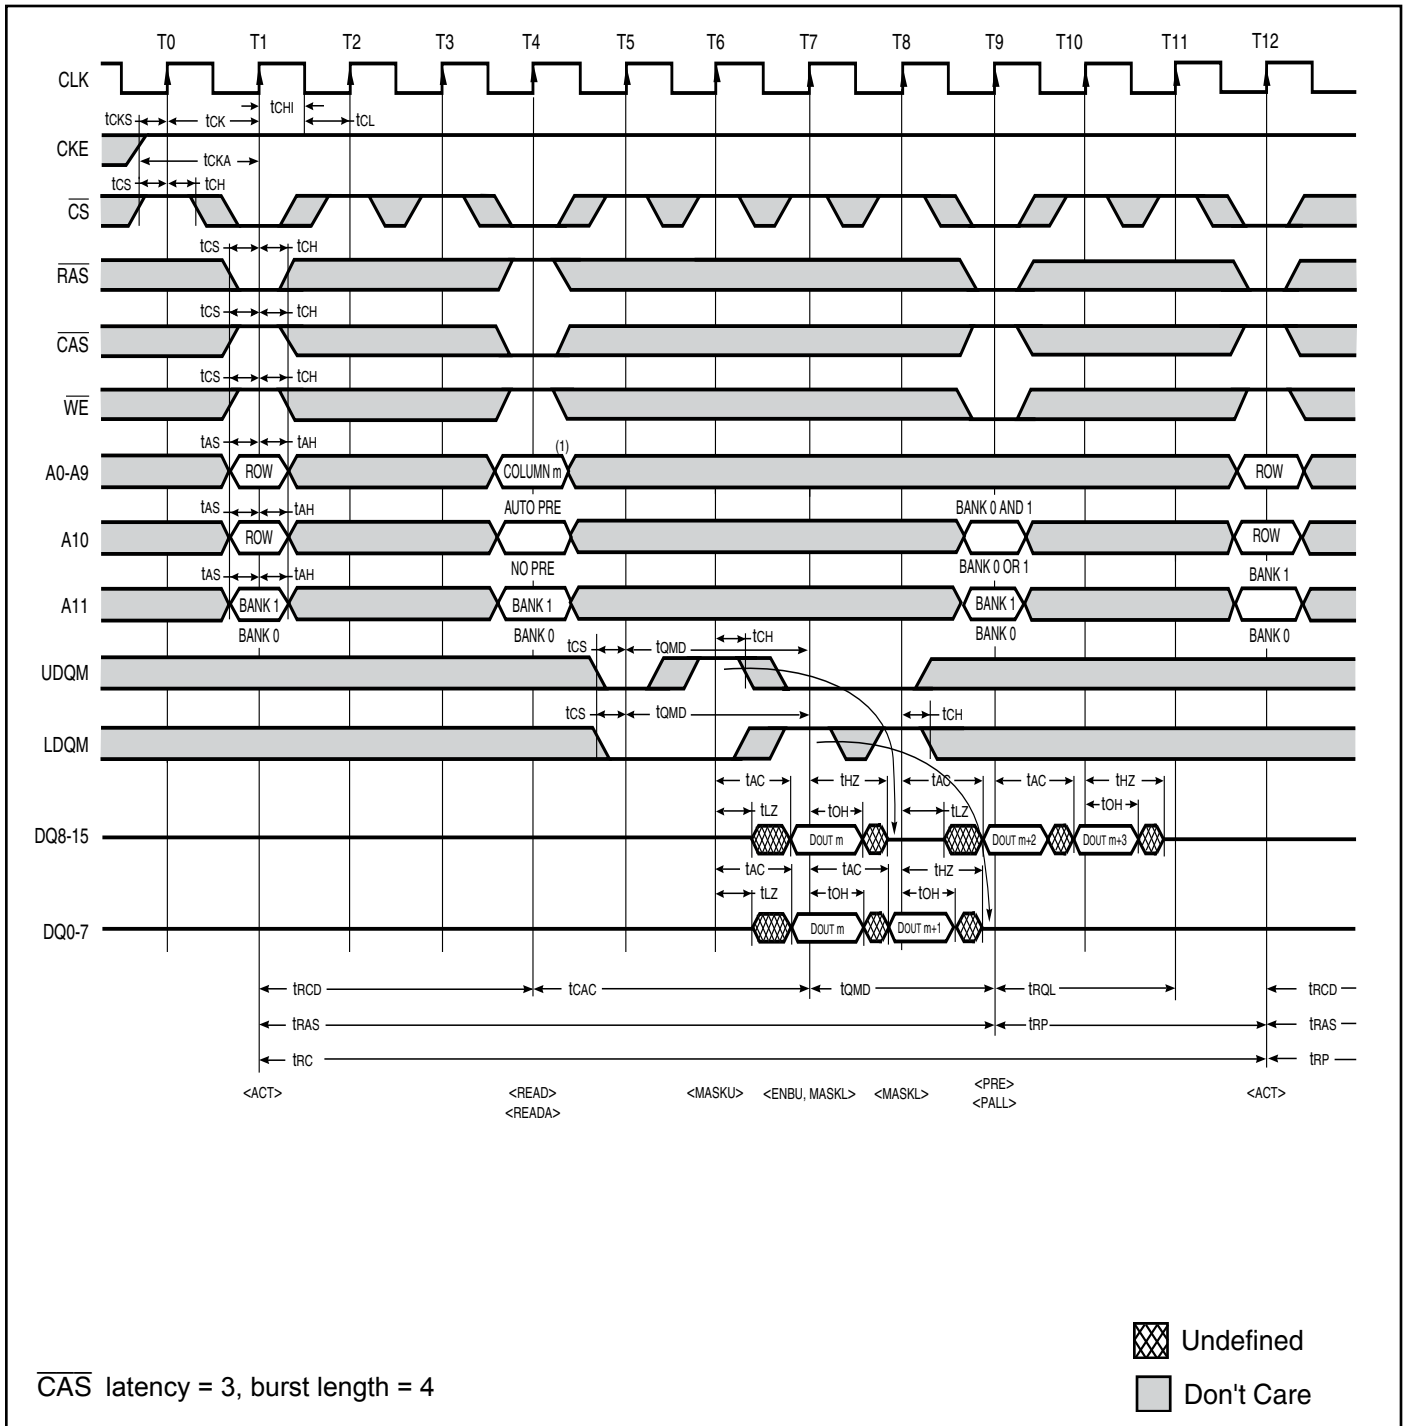 T0 T1 T2 T3 T4 T5 T6 T7 T8 T9 T10 T11 T12
CLK
tCHI
tCKS tCK tCL
CKE
tCKA
tCS tCH
CS
tCS tCH
RAS
tCS tCH
CAS
tCS tCH
WE
tAS tAH (1)
A0-A9 ROW COLUMN m ROW
tAS tAH AUTO PRE BANK 0 AND 1
A10 ROW ROW
NO PRE BANK 0 OR 1
tAS tAH BANK 1
A11 BANK 1 BANK 1 BANK 1
BANK 0 BANK 0 BANK 0 BANK 0
tCS tQMD tCH
UDQM
tCS tQMD tCH
LDQM
tAC tHZ tAC tAC tHZ
tLZ tOH tLZ tOH
DQ8-15 DOUT m DOUT m+2 DOUT m+3
tAC tAC tHZ
tLZ tOH tOH
DQ0-7 DOUT m DOUT m+1
tRCD tCAC tQMD tRQL tRCD
tRAS tRP tRAS
tRC tRP
<ACT> <READ> <MASKU> <ENBU, MASKL> <MASKL> <PRE> <ACT>
<READA> <PALL>
Undefined
CAS latency = 3, burst length = 4
Don't Care